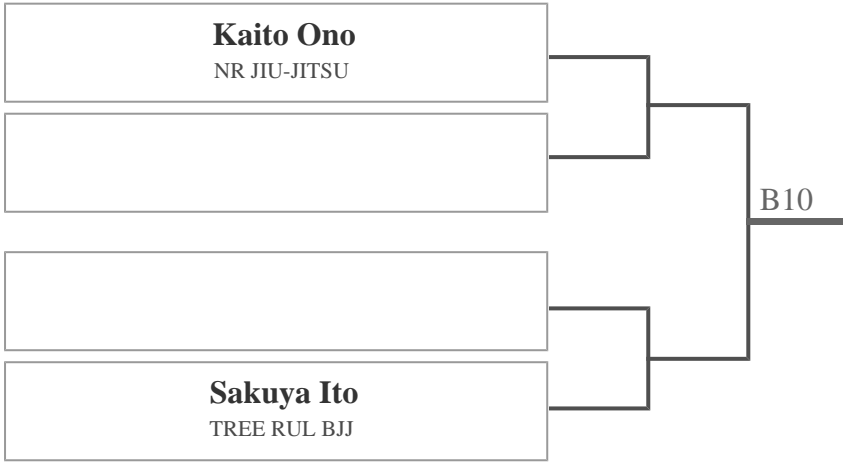 Kaito Ono
NR JIU-JITSU
B10
Sakuya Ito
TREE RUL BJJ